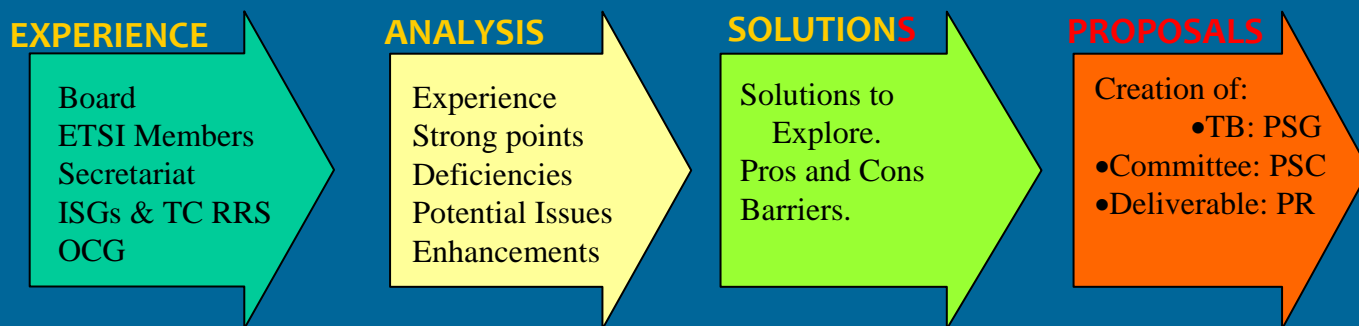 EXPERIENCE
Board
ETSI Members
Secretariat
ISGs & TC RRS
OCG
ANALYSIS
Experience
Strong points
Deficiencies
Potential Issues
Enhancements
SOLUTIONS
Solutions to
Explore.
Pros and Cons
Barriers.
PROPOSALS
Creation of:
•TB: PSG
•Committee: PSC
•Deliverable: PR